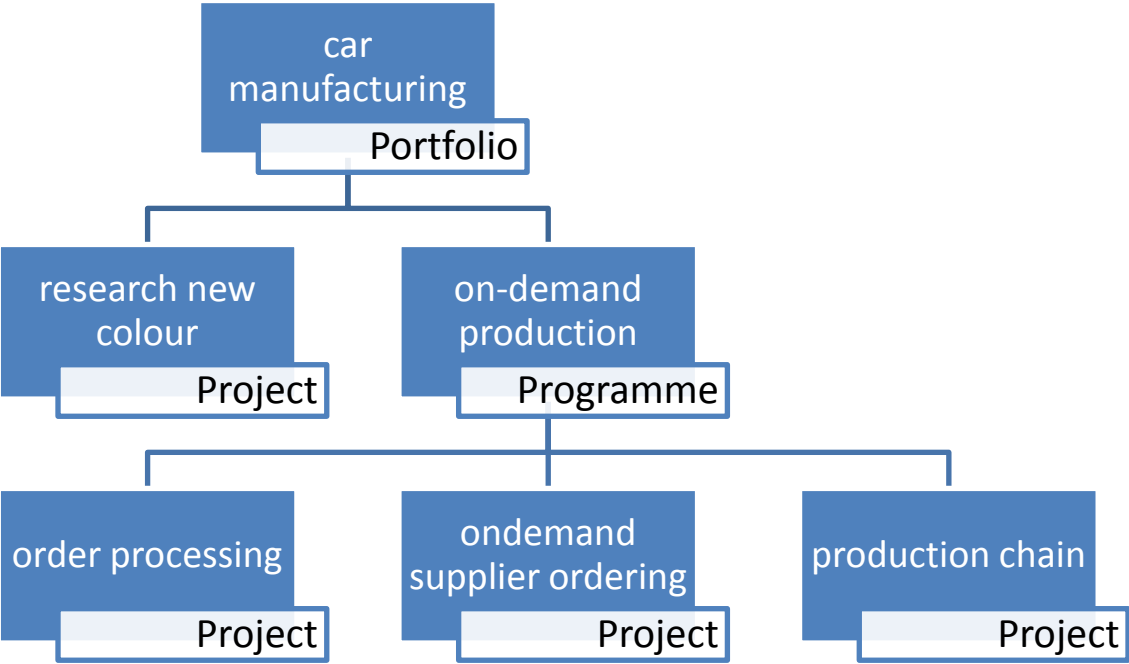 car
manufacturing
Portfolio
research new
colour
Project
on-demand
production
Programme
order processing
Project
ondemand
supplier ordering
Project
production chain
Project